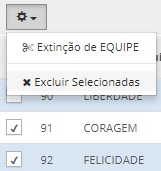 Extinção de EQUIPE
Excluir Selecionadas
90 LIBERDADE
91 CORAGEM
92 FELICIDADE